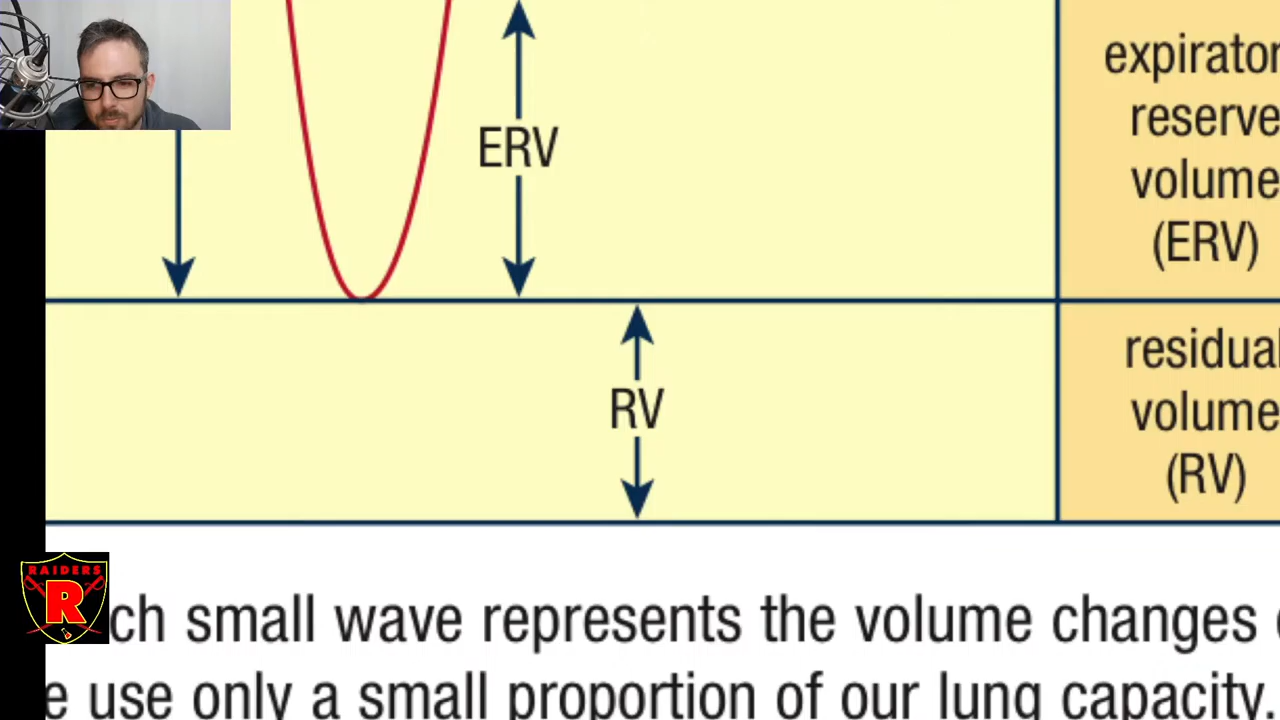 ERV
expirator
reserve
volume
(ERV)
RV
residual
volume
(RV)
RAIDERS
R
ch small wave represents the volume changes
e use only a small proportion of our lung capacity.